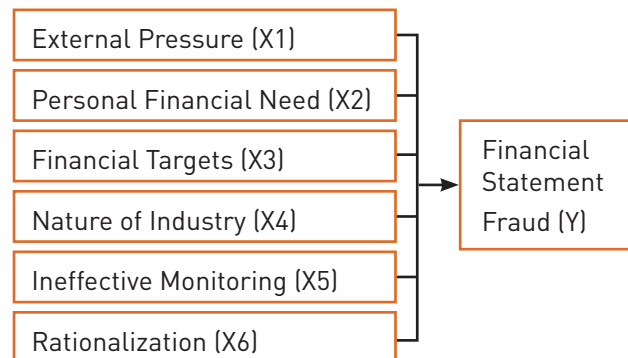 External Pressure (X1)
Personal Financial Need (X2)
Financial Targets (X3)
Nature of Industry (X4)
Ineffective Monitoring (X5)
Rationalization (X6)
Financial
Statement
Fraud (Y)